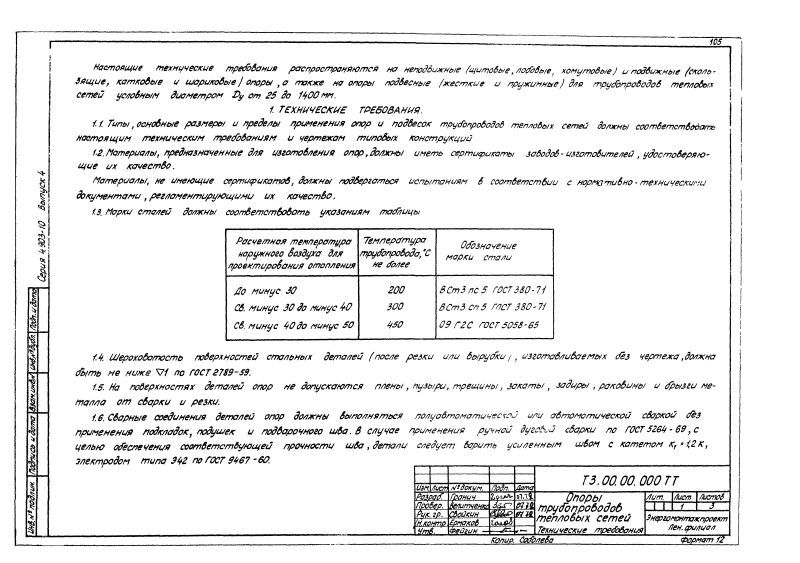 105
Настоящие технические требования распространяются на неподвижные (щитовые, лобовые, хомутовые) и подвижные (сколь-
зящие, катковые и шариковые) опоры, а также на опоры подвесные (жесткие и пружинные) для трубопроводов тепловых
сетей условным диаметром Dу от 25 до 1400 мм.
1. ТЕХНИЧЕСКИЕ ТРЕБОВАНИЯ.
1.1. Типы, основные размеры и пределы применения опор и подвесок трубопроводов тепловых сетей должны соответствовать
настоящим техническим требованиям и чертежам типовых конструкций
1.2. Материалы, предназначенные для изготовления опор, должны иметь сертификаты заводов-изготовителей, удостоверяю-
щие их качество.
Материалы, не имеющие сертификатов, должны подвергаться испытаниям в соответствии с нормативно-техническими
документами, регламентирующими их качество.
1.3. Марки сталей должны соответствовать указаниям таблицы
Расчетная температура наружного воздуха для проектирования отопления
Температура трубопровода, °С не более
Обозначение марки стали
До минус 30 200 ВСт3 пс 5 ГОСТ 380-71
Св. минус 30 до минус 40 300 ВСт3 сп 5 ГОСТ 380-71
Св. минус 40 до минус 50 450 09 Г2С ГОСТ 5058-65
1.4. Шероховатость поверхностей стальных деталей (после резки или вырубки), изготавливаемых без чертежа, должна
быть не ниже ∇1 по ГОСТ 2789-59.
1.5. На поверхностях деталей опор не допускаются плены, пузыри, трещины, закаты, задиры, раковины и брызги ме-
талла от сварки и резки.
1.6. Сварные соединения деталей опор должны выполняться полуавтоматической или автоматической сваркой без
применения подкладок, подушек и подварочного шва. В случае применения ручной дуговой сварки по ГОСТ 5264-69, с
целью обеспечения соответствующей прочности шва, детали следует варить усиленным швом с катетом К₁ = 1,2 К,
электродом типа Э42 по ГОСТ 9467-60.
Серия 4.903-10 Выпуск 4
Инв. № подлин. Подпись и дата Взам. инв № Инв. № дубл. Подп. и дата
Т3.00.00.000 ТТ
Изм. Лист № докум. Подп. Дата
Разраб. Гранич
Провер. Велитченко
Рук. гр. Свойкин
Н. контр. Ермаков
Утв. Фейгин
Опоры
трубопроводов
тепловых сетей
Технические требования
Лит. Лист Листов
1 3
Энергомонтажпроект
Лен. филиал
Копир. Соболева Формат 12